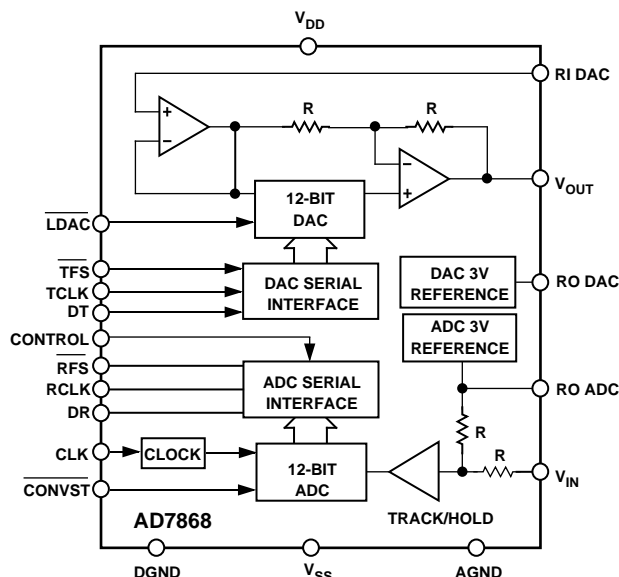 VDD
RI DAC
R
R
+
−
−
+
VOUT
12-BIT
DAC
LDAC
TFS
TCLK
DT
DAC SERIAL
INTERFACE
DAC 3V
REFERENCE
RO DAC
CONTROL
RFS
RCLK
DR
ADC SERIAL
INTERFACE
ADC 3V
REFERENCE
RO ADC
R
R
CLK
CLOCK
12-BIT
ADC
VIN
CONVST
AD7868
TRACK/HOLD
DGND
VSS
AGND